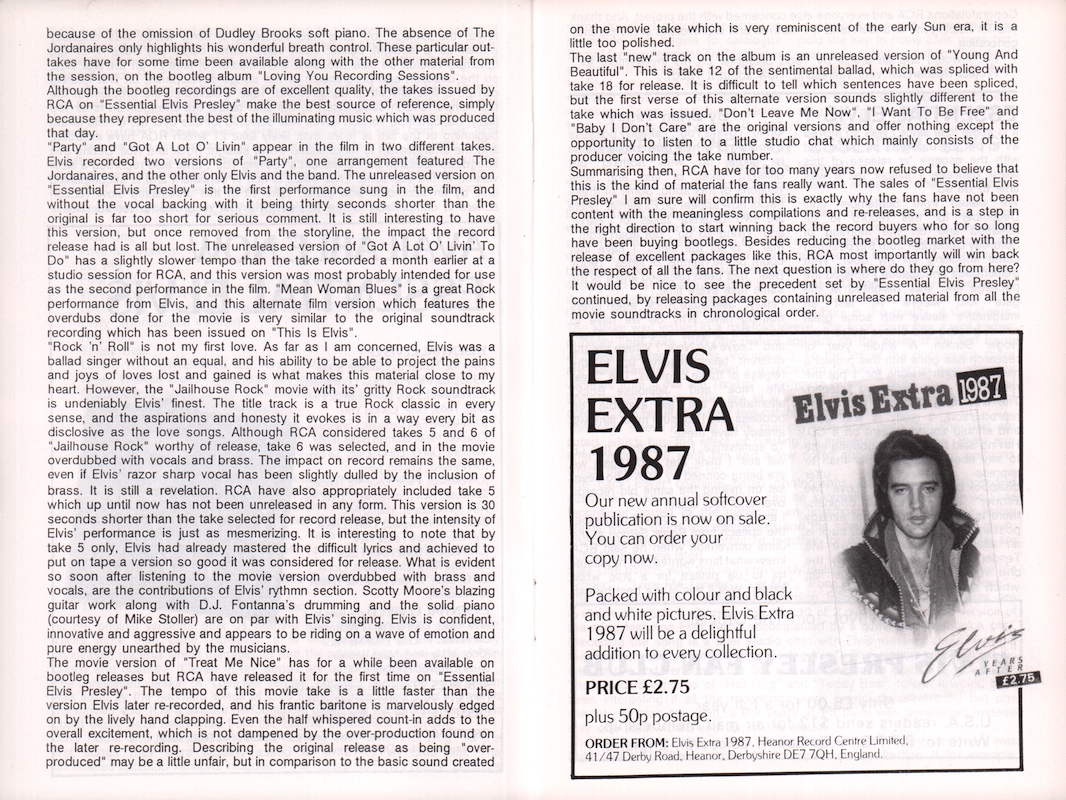 because of the omission of Dudley Brooks soft piano. The absence of The
Jordanaires only highlights his wonderful breath control. These particular out-
takes have for some time been available along with the other material from
the session, on the bootleg album "Loving You Recording Sessions".
Although the bootleg recordings are of excellent quality, the takes issued by
RCA on "Essential Elvis Presley" make the best source of reference, simply
because they represent the best of the illuminating music which was produced
that day.
"Party" and "Got A Lot O' Livin" appear in the film in two different takes.
Elvis recorded two versions of "Party", one arrangement featured The
Jordanaires, and the other only Elvis and the band. The unreleased version on
"Essential Elvis Presley" is the first performance sung in the film, and
without the vocal backing with it being thirty seconds shorter than the
original is far too short for serious comment. It is still interesting to have
this version, but once removed from the storyline, the impact the record
release had is all but lost. The unreleased version of "Got A Lot O' Livin' To
Do" has a slightly slower tempo than the take recorded a month earlier at a
studio session for RCA, and this version was most probably intended for use
as the second performance in the film. "Mean Woman Blues" is a great Rock
performance from Elvis, and this alternate film version which features the
overdubs done for the movie is very similar to the original soundtrack
recording which has been issued on "This Is Elvis".
"Rock 'n' Roll" is not my first love. As far as I am concerned, Elvis was a
ballad singer without an equal, and his ability to be able to project the pains
and joys of loves lost and gained is what makes this material close to my
heart. However, the "Jailhouse Rock" movie with its' gritty Rock soundtrack
is undeniably Elvis' finest. The title track is a true Rock classic in every
sense, and the aspirations and honesty it evokes is in a way every bit as
disclosive as the love songs. Although RCA considered takes 5 and 6 of
"Jailhouse Rock" worthy of release, take 6 was selected, and in the movie
overdubbed with vocals and brass. The impact on record remains the same,
even if Elvis' razor sharp vocal has been slightly dulled by the inclusion of
brass. It is still a revelation. RCA have also appropriately included take 5
which up until now has not been unreleased in any form. This version is 30
seconds shorter than the take selected for record release, but the intensity of
Elvis' performance is just as mesmerizing. It is interesting to note that by
take 5 only, Elvis had already mastered the difficult lyrics and achieved to
put on tape a version so good it was considered for release. What is evident
so soon after listening to the movie version overdubbed with brass and
vocals, are the contributions of Elvis' rythmn section. Scotty Moore's blazing
guitar work along with D.J. Fontanna's drumming and the solid piano
(courtesy of Mike Stoller) are on par with Elvis' singing. Elvis is confident,
innovative and aggressive and appears to be riding on a wave of emotion and
pure energy unearthed by the musicians.
The movie version of "Treat Me Nice" has for a while been available on
bootleg releases but RCA have released it for the first time on "Essential
Elvis Presley". The tempo of this movie take is a little faster than the
version Elvis later re-recorded, and his frantic baritone is marvelously edged
on by the lively hand clapping. Even the half whispered count-in adds to the
overall excitement, which is not dampened by the over-production found on
the later re-recording. Describing the original release as being "over-
produced" may be a little unfair, but in comparison to the basic sound created
on the movie take which is very reminiscent of the early Sun era, it is a
little too polished.
The last "new" track on the album is an unreleased version of "Young And
Beautiful". This is take 12 of the sentimental ballad, which was spliced with
take 18 for release. It is difficult to tell which sentences have been spliced,
but the first verse of this alternate version sounds slightly different to the
take which was issued. "Don't Leave Me Now", "I Want To Be Free" and
"Baby I Don't Care" are the original versions and offer nothing except the
opportunity to listen to a little studio chat which mainly consists of the
producer voicing the take number.
Summarising then, RCA have for too many years now refused to believe that
this is the kind of material the fans really want. The sales of "Essential Elvis
Presley" I am sure will confirm this is exactly why the fans have not been
content with the meaningless compilations and re-releases, and is a step in
the right direction to start winning back the record buyers who for so long
have been buying bootlegs. Besides reducing the bootleg market with the
release of excellent packages like this, RCA most importantly will win back
the respect of all the fans. The next question is where do they go from here?
It would be nice to see the precedent set by "Essential Elvis Presley"
continued, by releasing packages containing unreleased material from all the
movie soundtracks in chronological order.
ELVIS
EXTRA
1987
Our new annual softcover
publication is now on sale.
You can order your
copy now.
Packed with colour and black
and white pictures. Elvis Extra
1987 will be a delightful
addition to every collection.
PRICE £2.75
plus 50p postage.
ORDER FROM: Elvis Extra 1987, Heanor Record Centre Limited,
41/47 Derby Road, Heanor, Derbyshire DE7 7QH, England.
Elvis Extra 1987
Elvis
YEARS
AFTER
£2.75